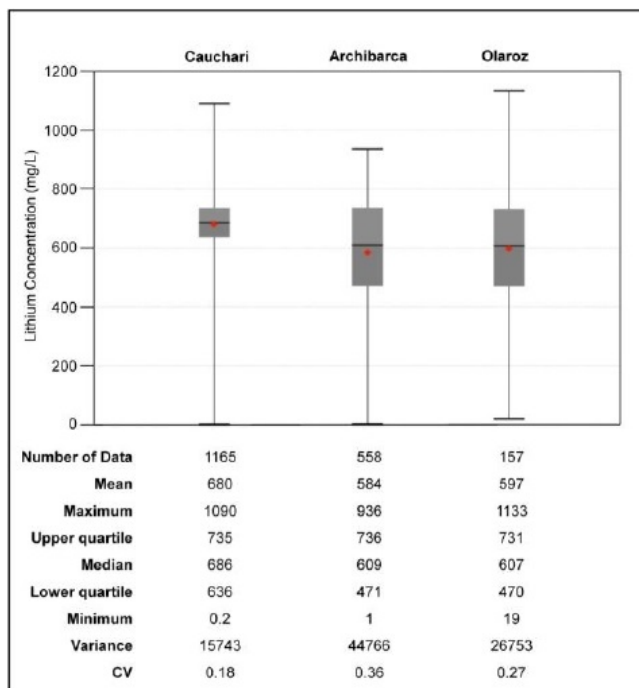 Cauchari Archibarca Olaroz
Lithium Concentration (mg/L)
1200
1000
800
600
400
200
0
Number of Data 1165 558 157
Mean 680 584 597
Maximum 1090 936 1133
Upper quartile 735 736 731
Median 686 609 607
Lower quartile 636 471 470
Minimum 0.2 1 19
Variance 15743 44766 26753
CV 0.18 0.36 0.27